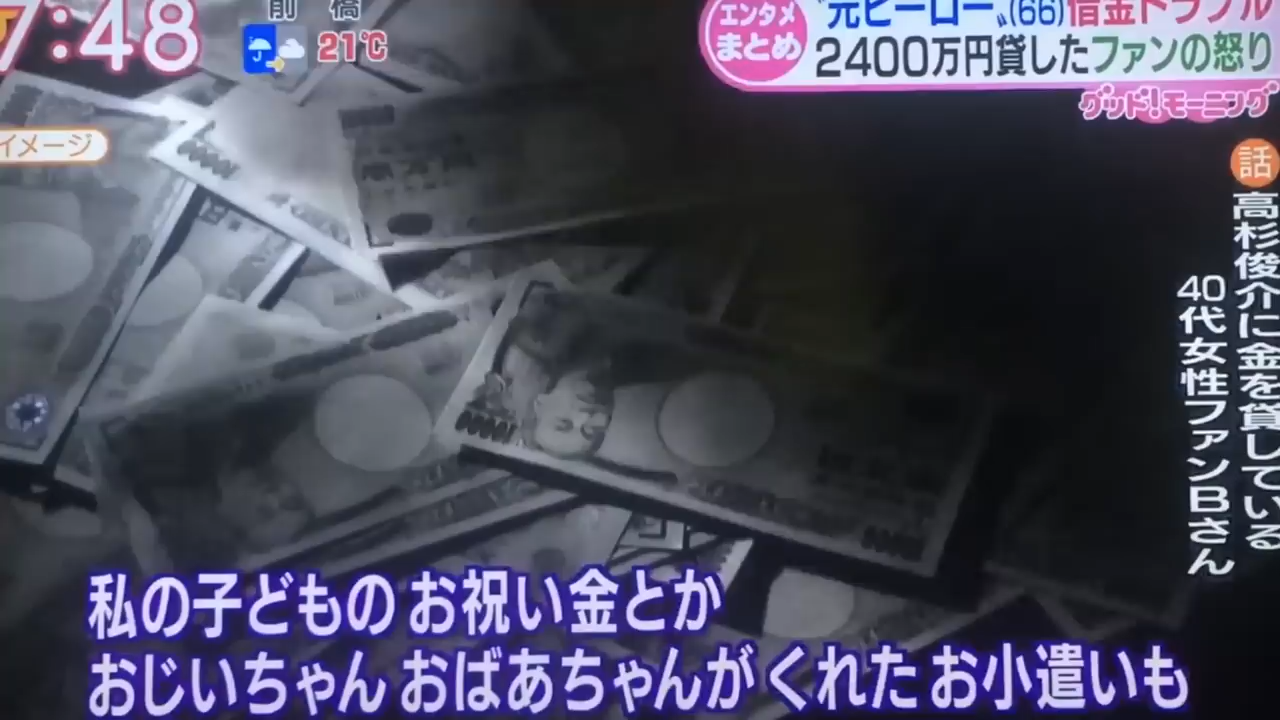 7:48
前橋
21℃
イメージ
エンタメ
まとめ
〝元ヒーロー〟(66)借金トラブル
2400万円貸したファンの怒り
グッド!モーニング
話
高杉俊介に金を貸している
40代女性ファンBさん
私の子どもの お祝い金とか
おじいちゃん おばあちゃんが くれた お小遣いも